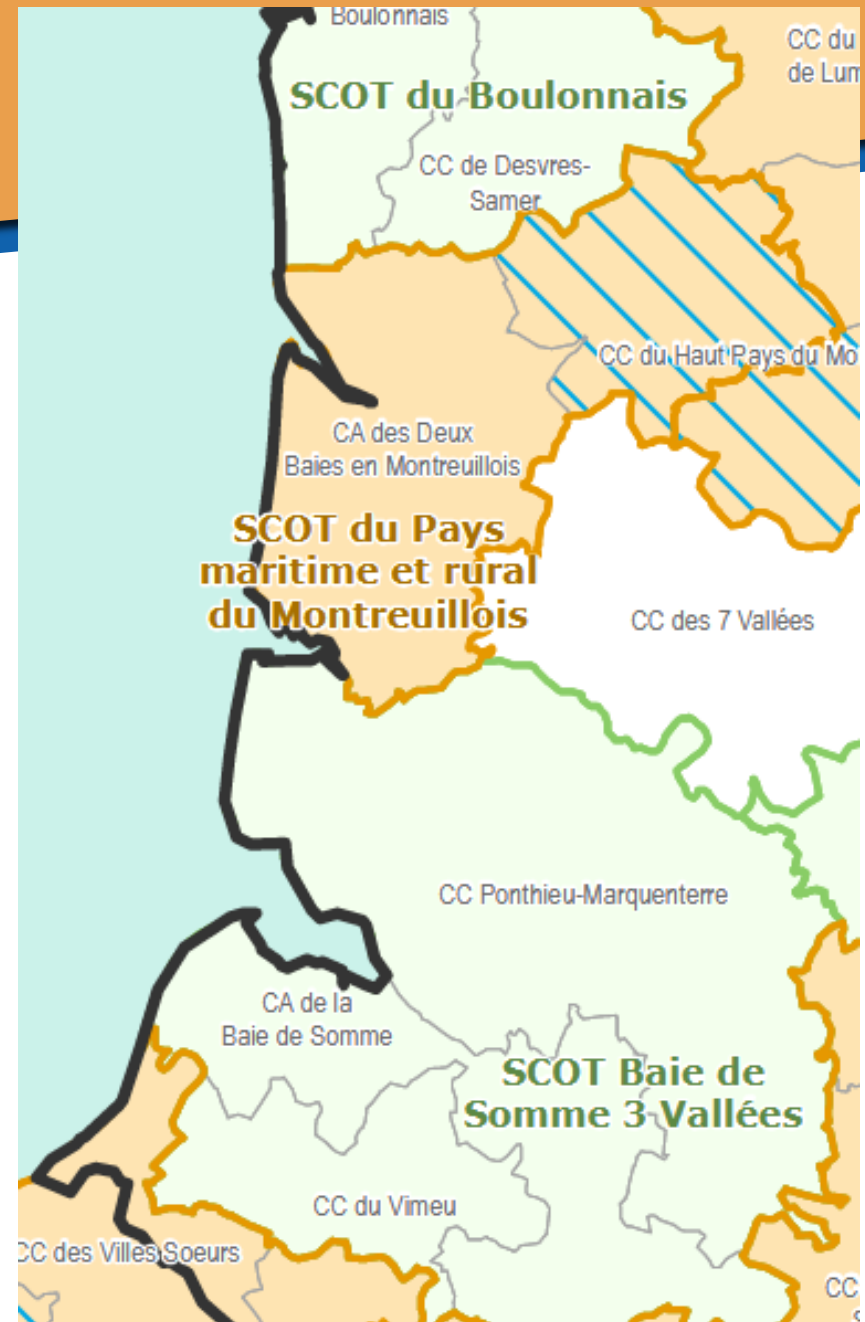 Boulonnais
CC du
de Lum
SCOT du Boulonnais
CC de Desvres-
Samer
CC du Haut Pays du Mo
CA des Deux
Baies en Montreuillois
SCOT du Pays
maritime et rural
du Montreuillois
CC des 7 Vallées
CC Ponthieu-Marquenterre
CA de la
Baie de Somme
SCOT Baie de
Somme 3 Vallées
CC du Vimeu
CC des Villes Soeurs
CC